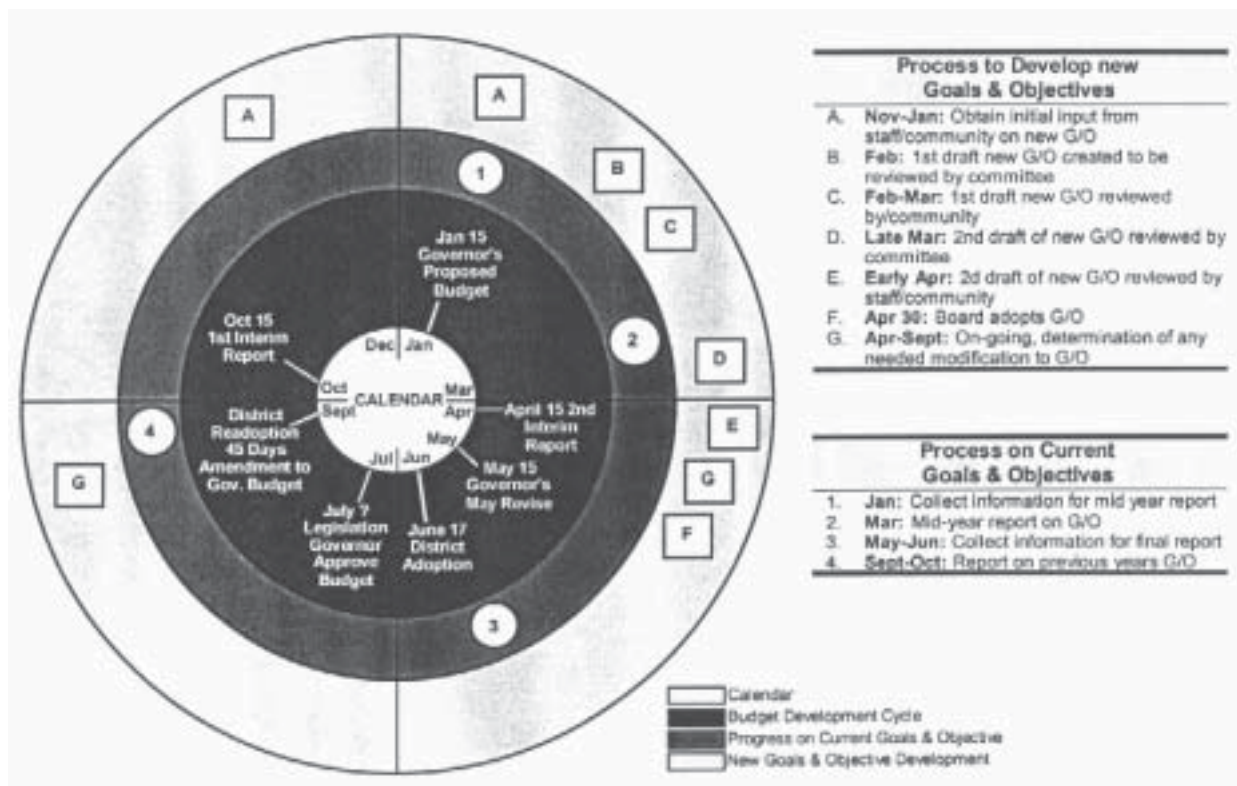 A
A
1
B
C
2
D
E
G
F
3
4
G
Jan 15
Governor's
Proposed
Budget
Oct 15
1st Interim
Report
Dec Jan
Oct
Mar
CALENDAR
Sept
Apr
May
Jul Jun
April 15 2nd
Interim
Report
District
Readoption
45 Days
Amendment to
Gov. Budget
May 15
Governor's
May Revise
July ?
Legislation
Governor
Approve
Budget
June 17
District
Adoption
Process to Develop new
Goals & Objectives
A. Nov-Jan: Obtain initial input from
staff/community on new G/O
B. Feb: 1st draft new G/O created to be
reviewed by committee
C. Feb-Mar: 1st draft new G/O reviewed
by/community
D. Late Mar: 2nd draft of new G/O reviewed by
committee
E. Early Apr: 2d draft of new G/O reviewed by
staff/community
F. Apr 30: Board adopts G/O
G. Apr-Sept: On-going, determination of any
needed modification to G/O
Process on Current
Goals & Objectives
1. Jan: Collect information for mid year report
2. Mar: Mid-year report on G/O
3. May-Jun: Collect information for final report
4. Sept-Oct: Report on previous years G/O
Calendar
Budget Development Cycle
Progress on Current Goals & Objective
New Goals & Objective Development